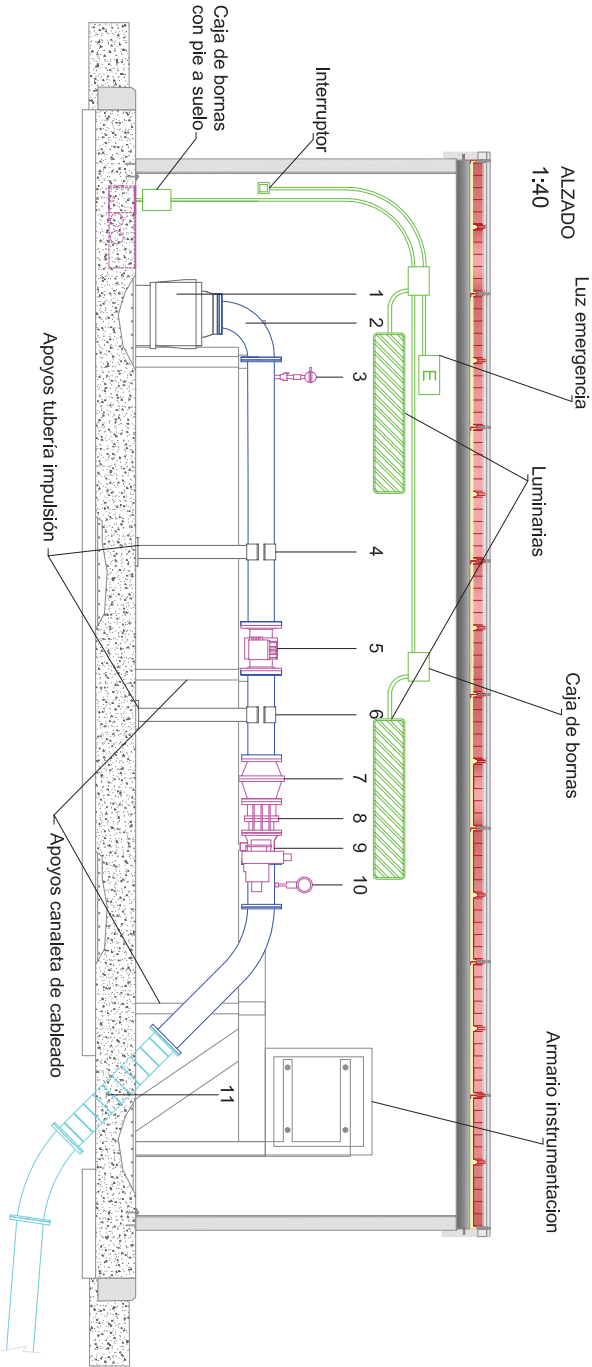 ALZADO
1:40
Luz emergencia
Luminarias
Caja de bornas
Armario instrumentacion
Interruptor
Caja de bornas
con pie a suelo
E
1
2
3
4
5
6
7
8
9
10
11
Apoyos tubería impulsión
Apoyos canaleta de cableado